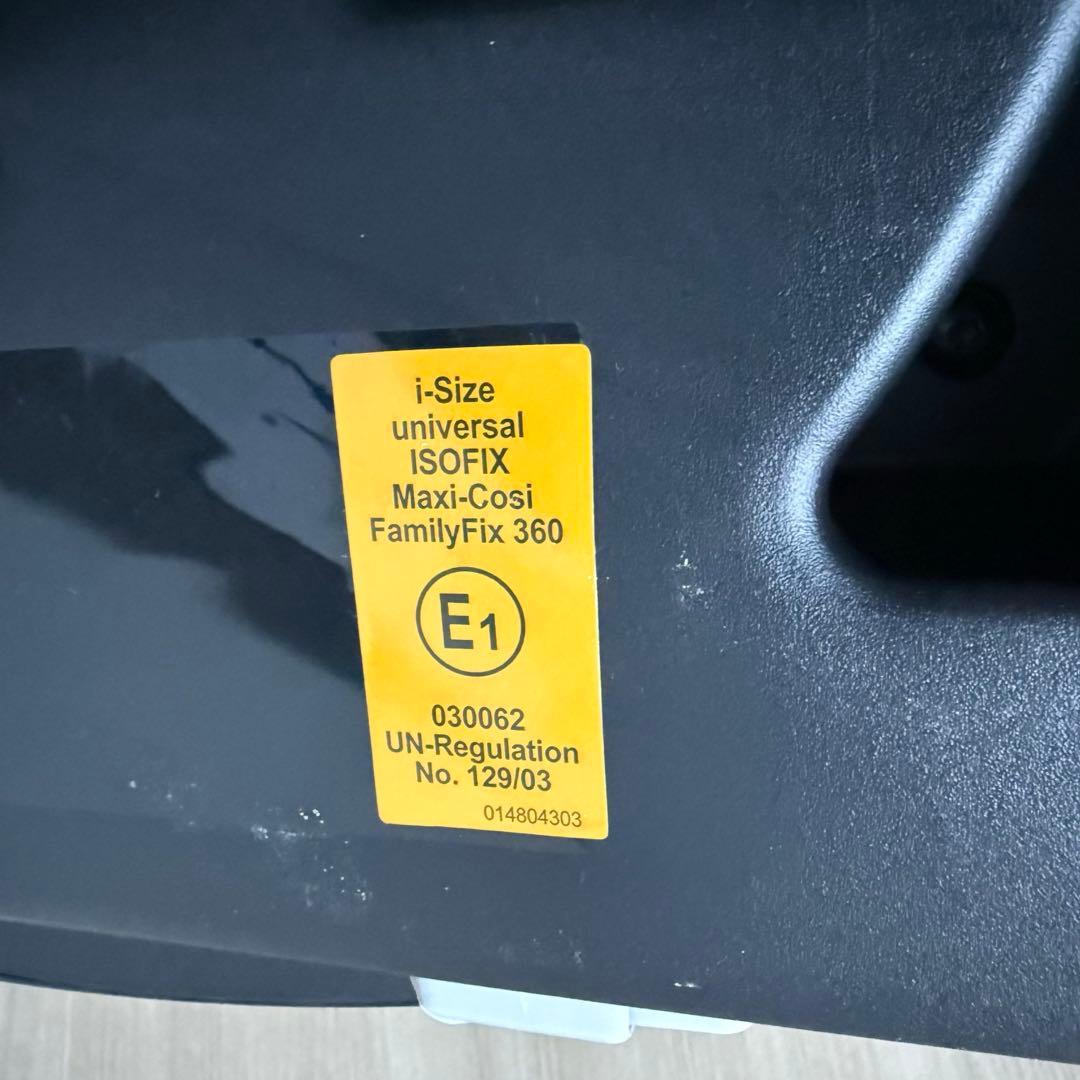 i-Size
universal
ISOFIX
Maxi-Cosi
FamilyFix 360
E1
030062
UN-Regulation
No. 129/03
014804303